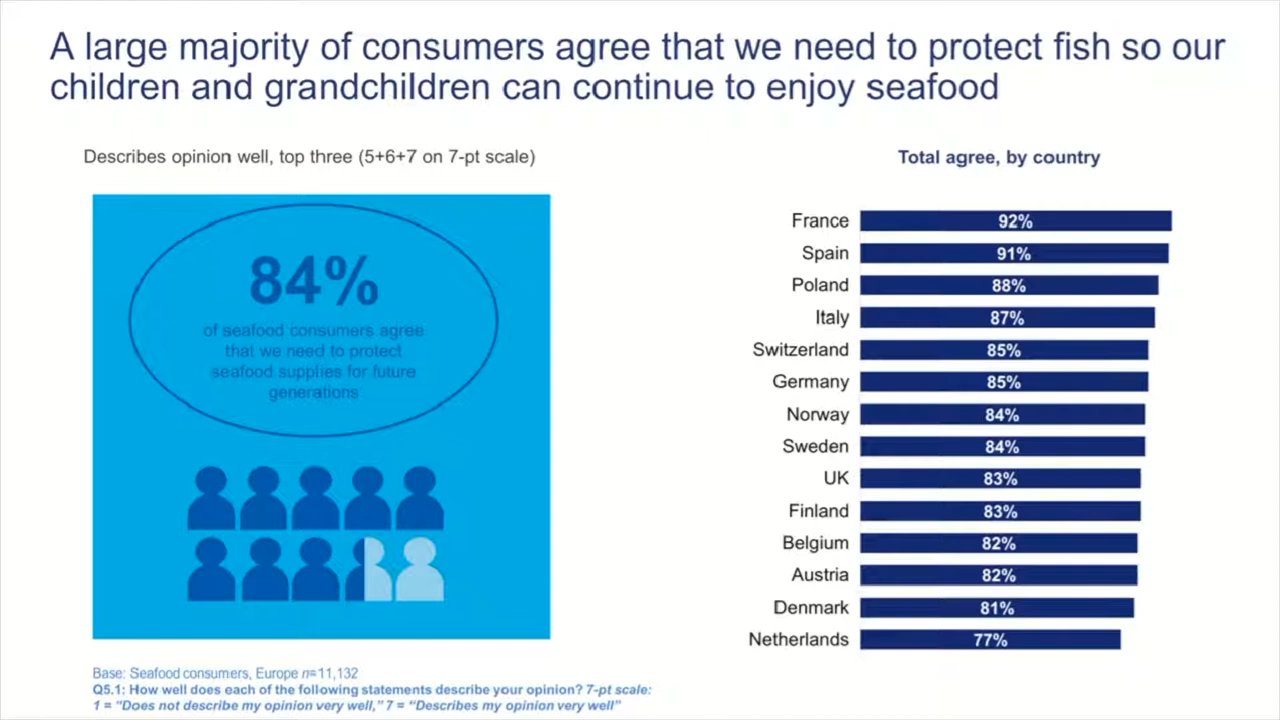 A large majority of consumers agree that we need to protect fish so our
children and grandchildren can continue to enjoy seafood
Describes opinion well, top three (5+6+7 on 7-pt scale)
84%
of seafood consumers agree
that we need to protect
seafood supplies for future
generations
Total agree, by country
France 92%
Spain 91%
Poland 88%
Italy 87%
Switzerland 85%
Germany 85%
Norway 84%
Sweden 84%
UK 83%
Finland 83%
Belgium 82%
Austria 82%
Denmark 81%
Netherlands 77%
Base: Seafood consumers, Europe n=11,132
Q5.1: How well does each of the following statements describe your opinion? 7-pt scale:
1 = "Does not describe my opinion very well," 7 = "Describes my opinion very well"